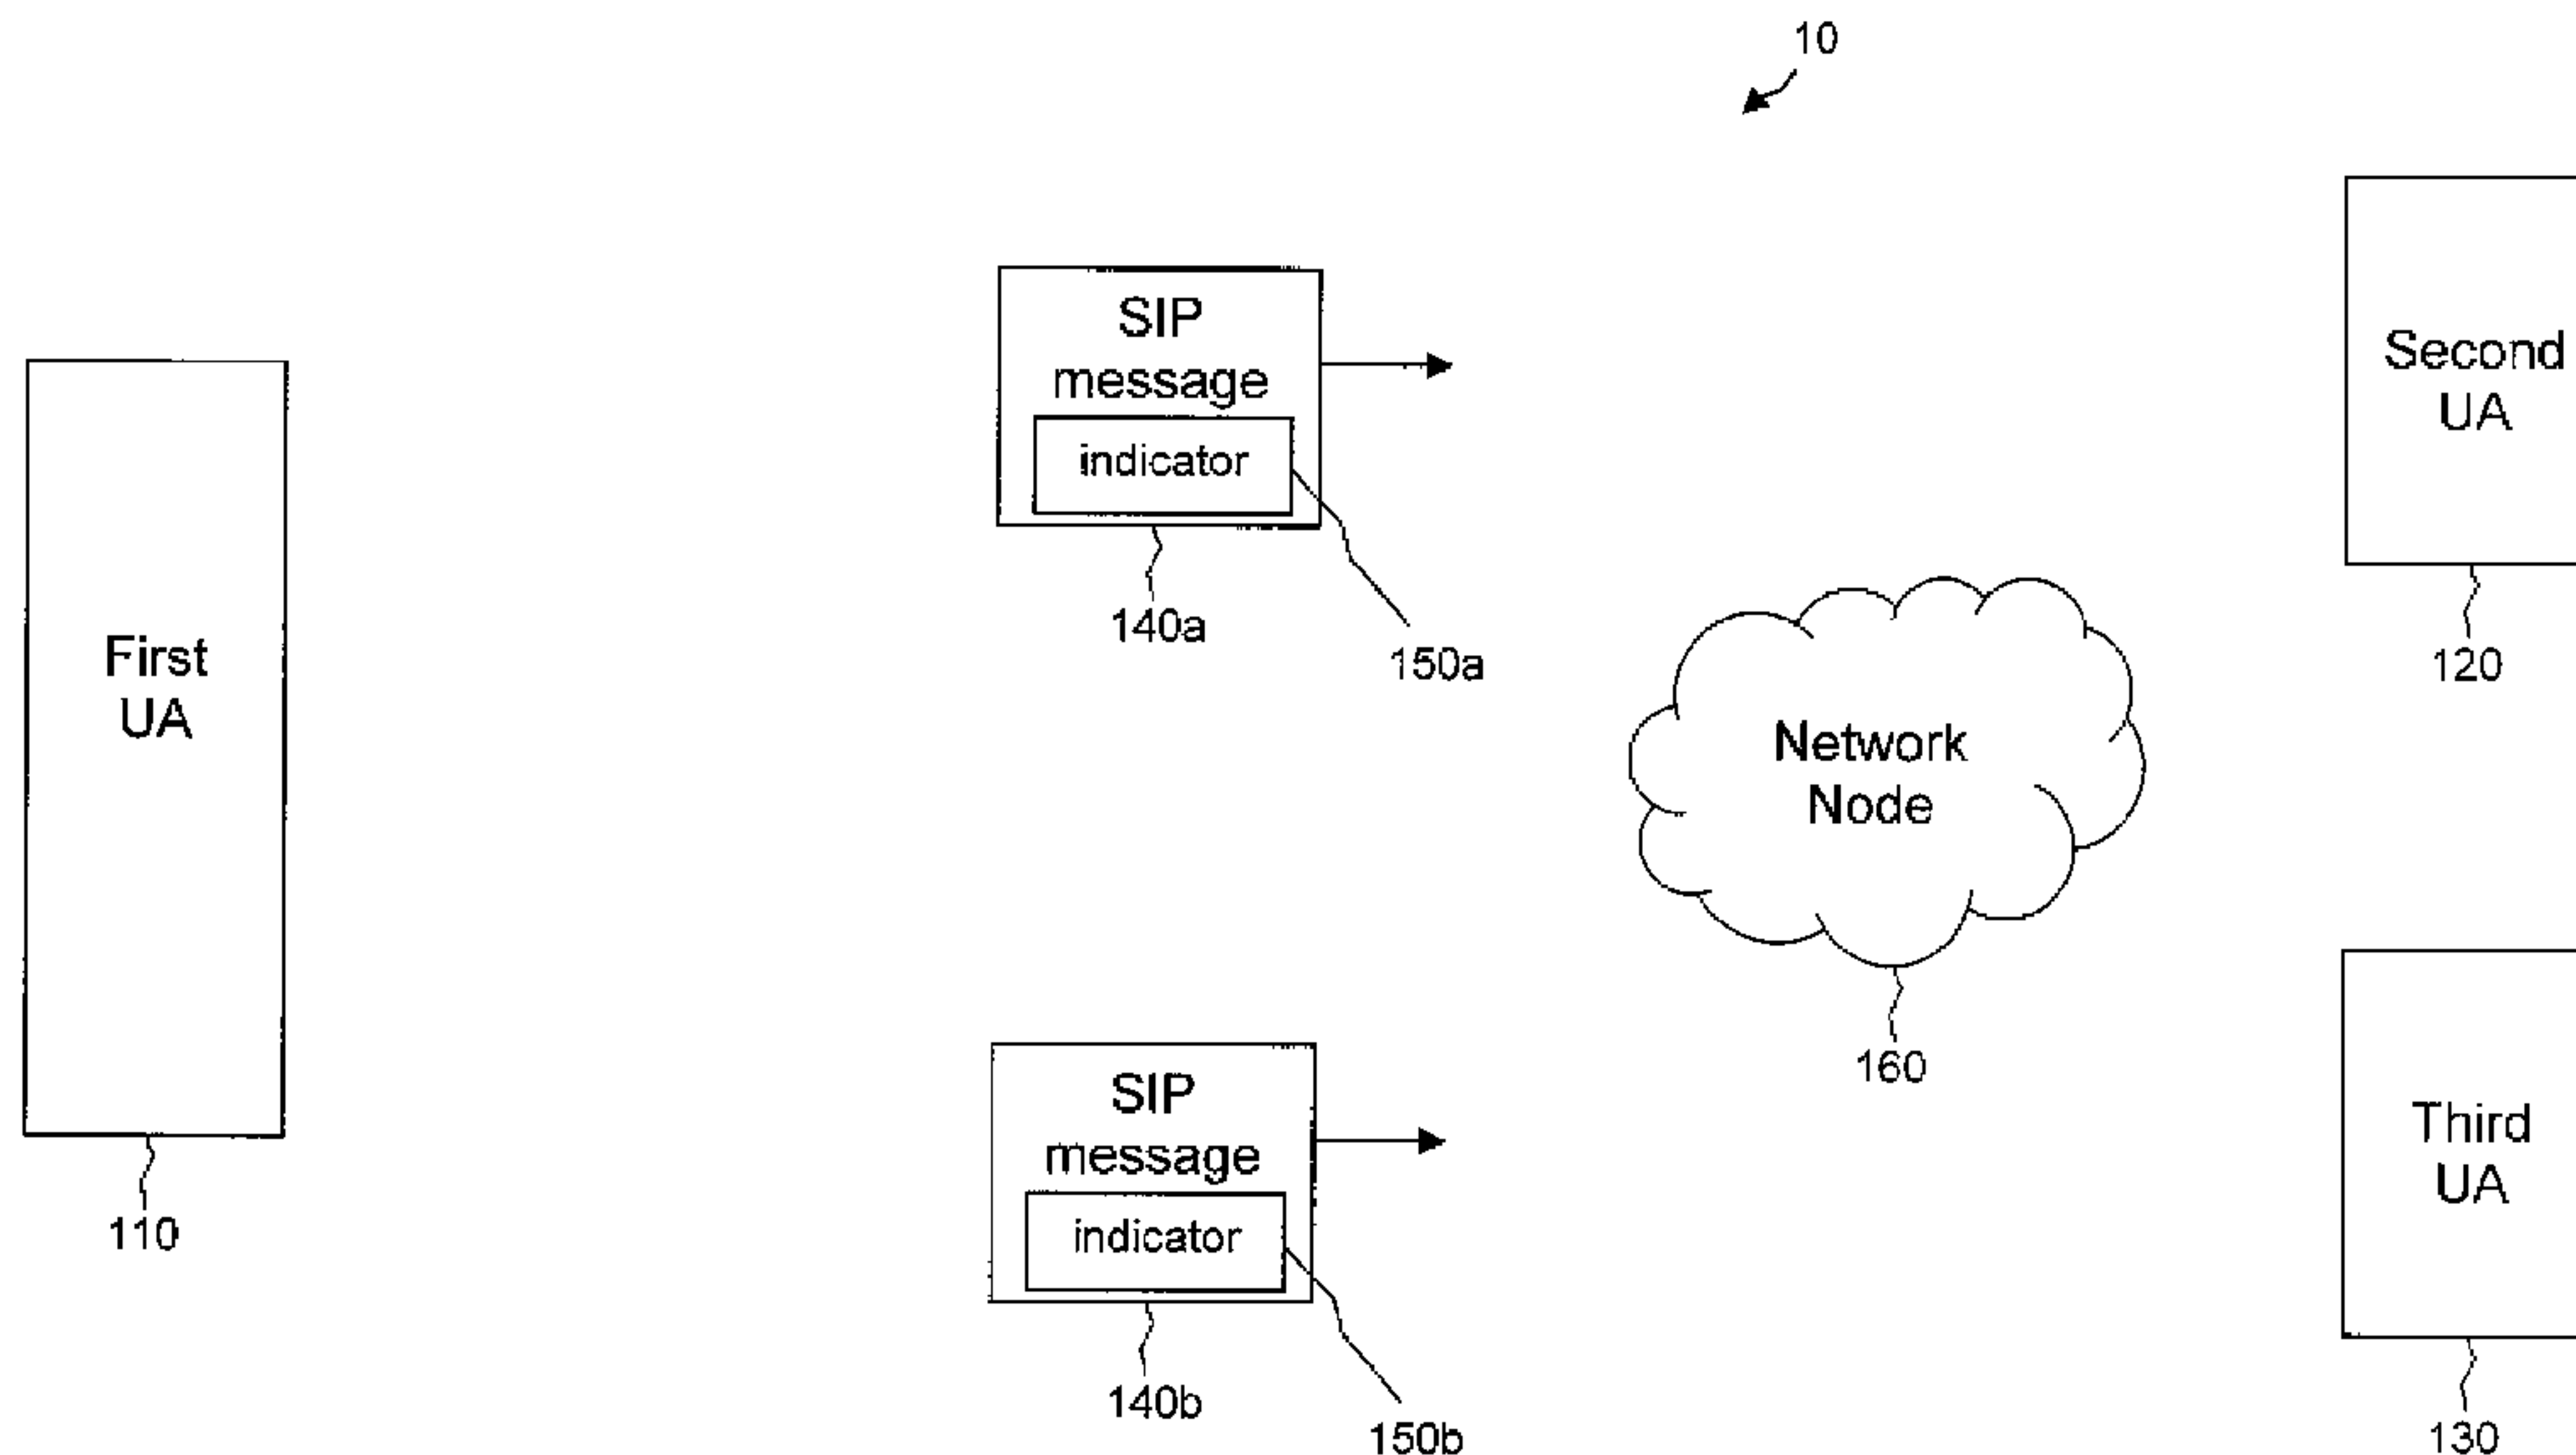 10
SIP
message
indicator
140a
150a
First
UA
110
Second
UA
120
Network
Node
160
SIP
message
indicator
140b
150b
Third
UA
130